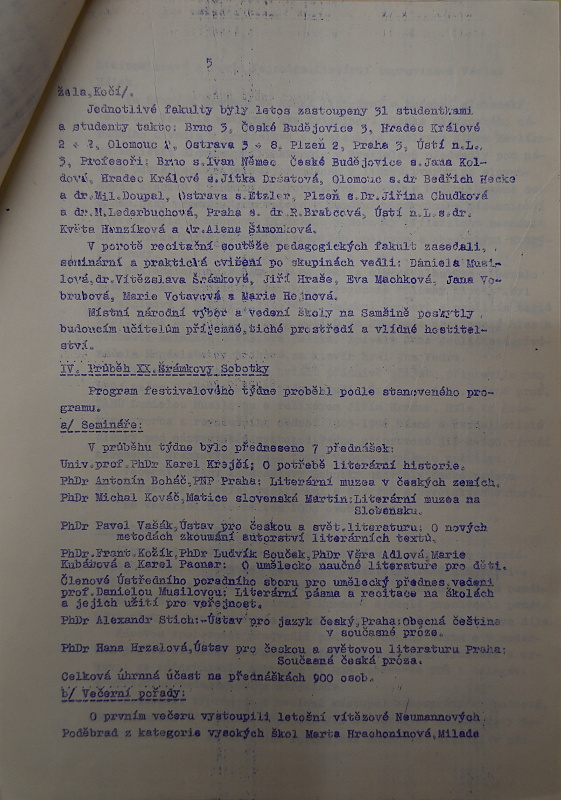 5
žels,Kočí/.
Jednotlivé fakulty byly letos zastoupeny 31 studentkami
a studenty takto: Brno 3, České Budějovice 3, Hradec Králové
2 + 2, Olomouc 1, Ostrava 3 + 8, Plzeň 2, Praha 3, Ústí n.L.
3, Profesoři: Brno s.Ivan Němec České Budějovice s.Jana Kol-
dová, Hradec Králové s.Jitka Dršatová, Olomouc s.dr Bedřich
a dr.Mil.Doupal, Ostrava s.Etzler, Plzeň s.Dr.Jiřina Chudková
a dr.M.Lederbuchová, Praha s. dr.R.Brabcová, Ústí n.L.s.dr.
Květa Hanzíková a dr.Alena Šimonková.
V porotě recitační soutěže pedagogických fakult zasedali,
seminární a praktická cvičení po skupinách vedli: Daniela Musi-
lová,dr.Vítězslava Šrámková, Jiří Hraše, Eva Machková, Jana Vo-
brubová, Marie Votavová a Marie
Místní národní výbor a vedení školy na Samšině poskytly
budoucím učitelům příjemné,tiché prostředí a vlídné hostitel-
ství.
IV. Průběh XX.Šrámkovy Sobotky
Program festivalového týdne proběhl podle stanoveného pro-
gramu.
a/ Semináře:
V průběhu týdne bylo předneseno 7 přednášek:
Univ.prof.PhDr Karel Krejčí; O potřebě literární historie.
PhDr Antonín Boháč,PNP Praha: Literární muzea v českých zemích.
PhDr Michal Kováč,Matice slovenská Martin:Literární muzea na
Slovensku.
PhDr Pavel Vašák,Ústav pro českou a svět.literaturu: O nových
metodách zkoumání autorství literárních textů.
PhDr.Frant.Kožík,PhDr Ludvík Souček,PhDr Věra Adlová,Marie
Kubátová a Karel Pacner: O umělecko naučné literatuře pro děti.
Členové Ústředního poradního sboru pro umělecký přednes vedení
prof.Danielou Musilovou: Literární pásma a recitace na školách
a jejich užití pro veřejnost.
PhDr Alexandr Stich:-Ústav pro jazyk český,Praha:Obecná čeština
v současné próze.
PhDr Hana Hrzalová,Ústav pro českou a světovou literaturu Praha:
Současná česká próza.
Celková úhrnná účast na přednáškách 900 osob.
b/ Večerní pořady:
O prvním večeru vystoupili letošní vítězové Neumannových
Poděbrad z kategorie vysokých škol Marta Hrachoninová,Milada